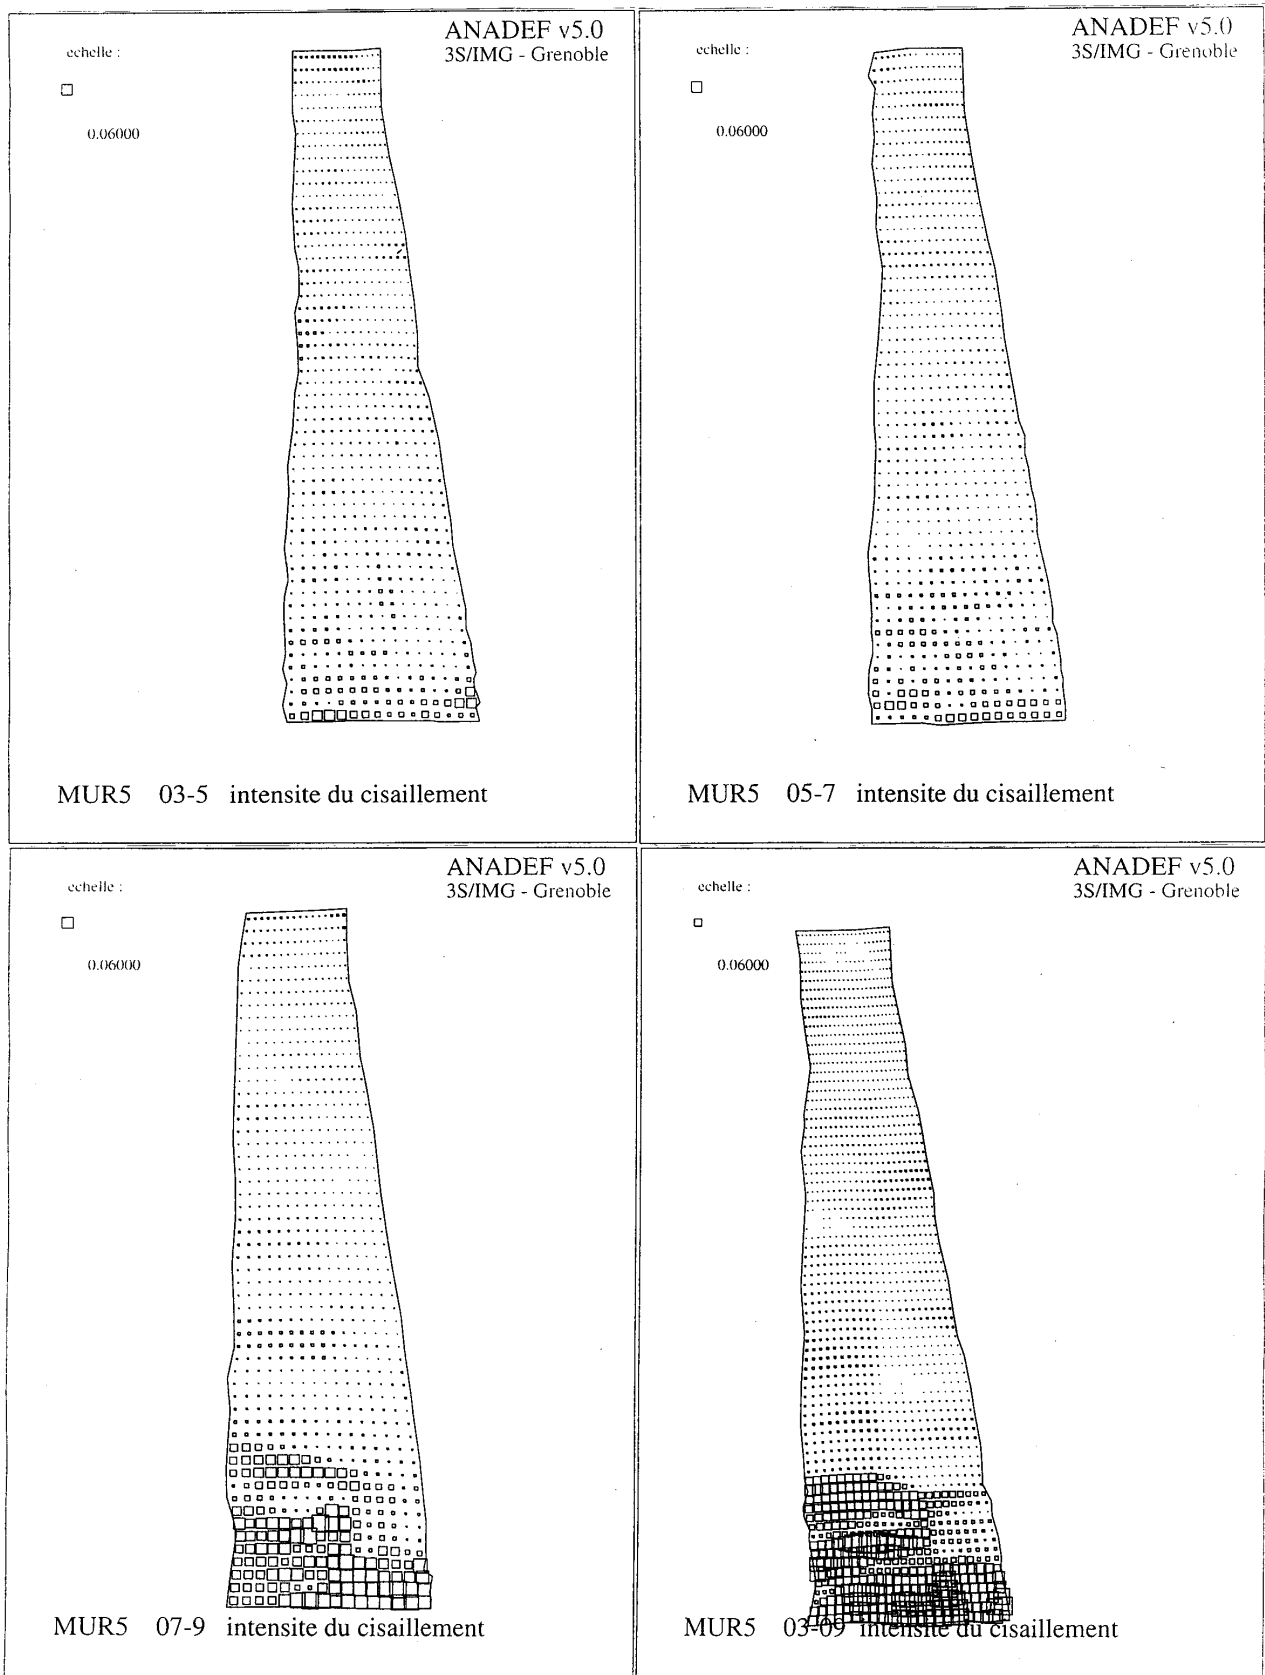 ANADEF v5.0
echelle :
3S/IMG - Grenoble
0.06000
MUR5 03-5 intensite du cisaillement
ANADEF v5.0
echelle :
3S/IMG - Grenoble
0.06000
MUR5 05-7 intensite du cisaillement
ANADEF v5.0
echelle :
3S/IMG - Grenoble
0.06000
MUR5 07-9 intensite du cisaillement
ANADEF v5.0
echelle :
3S/IMG - Grenoble
0.06000
MUR5 03-09 intensite du cisaillement